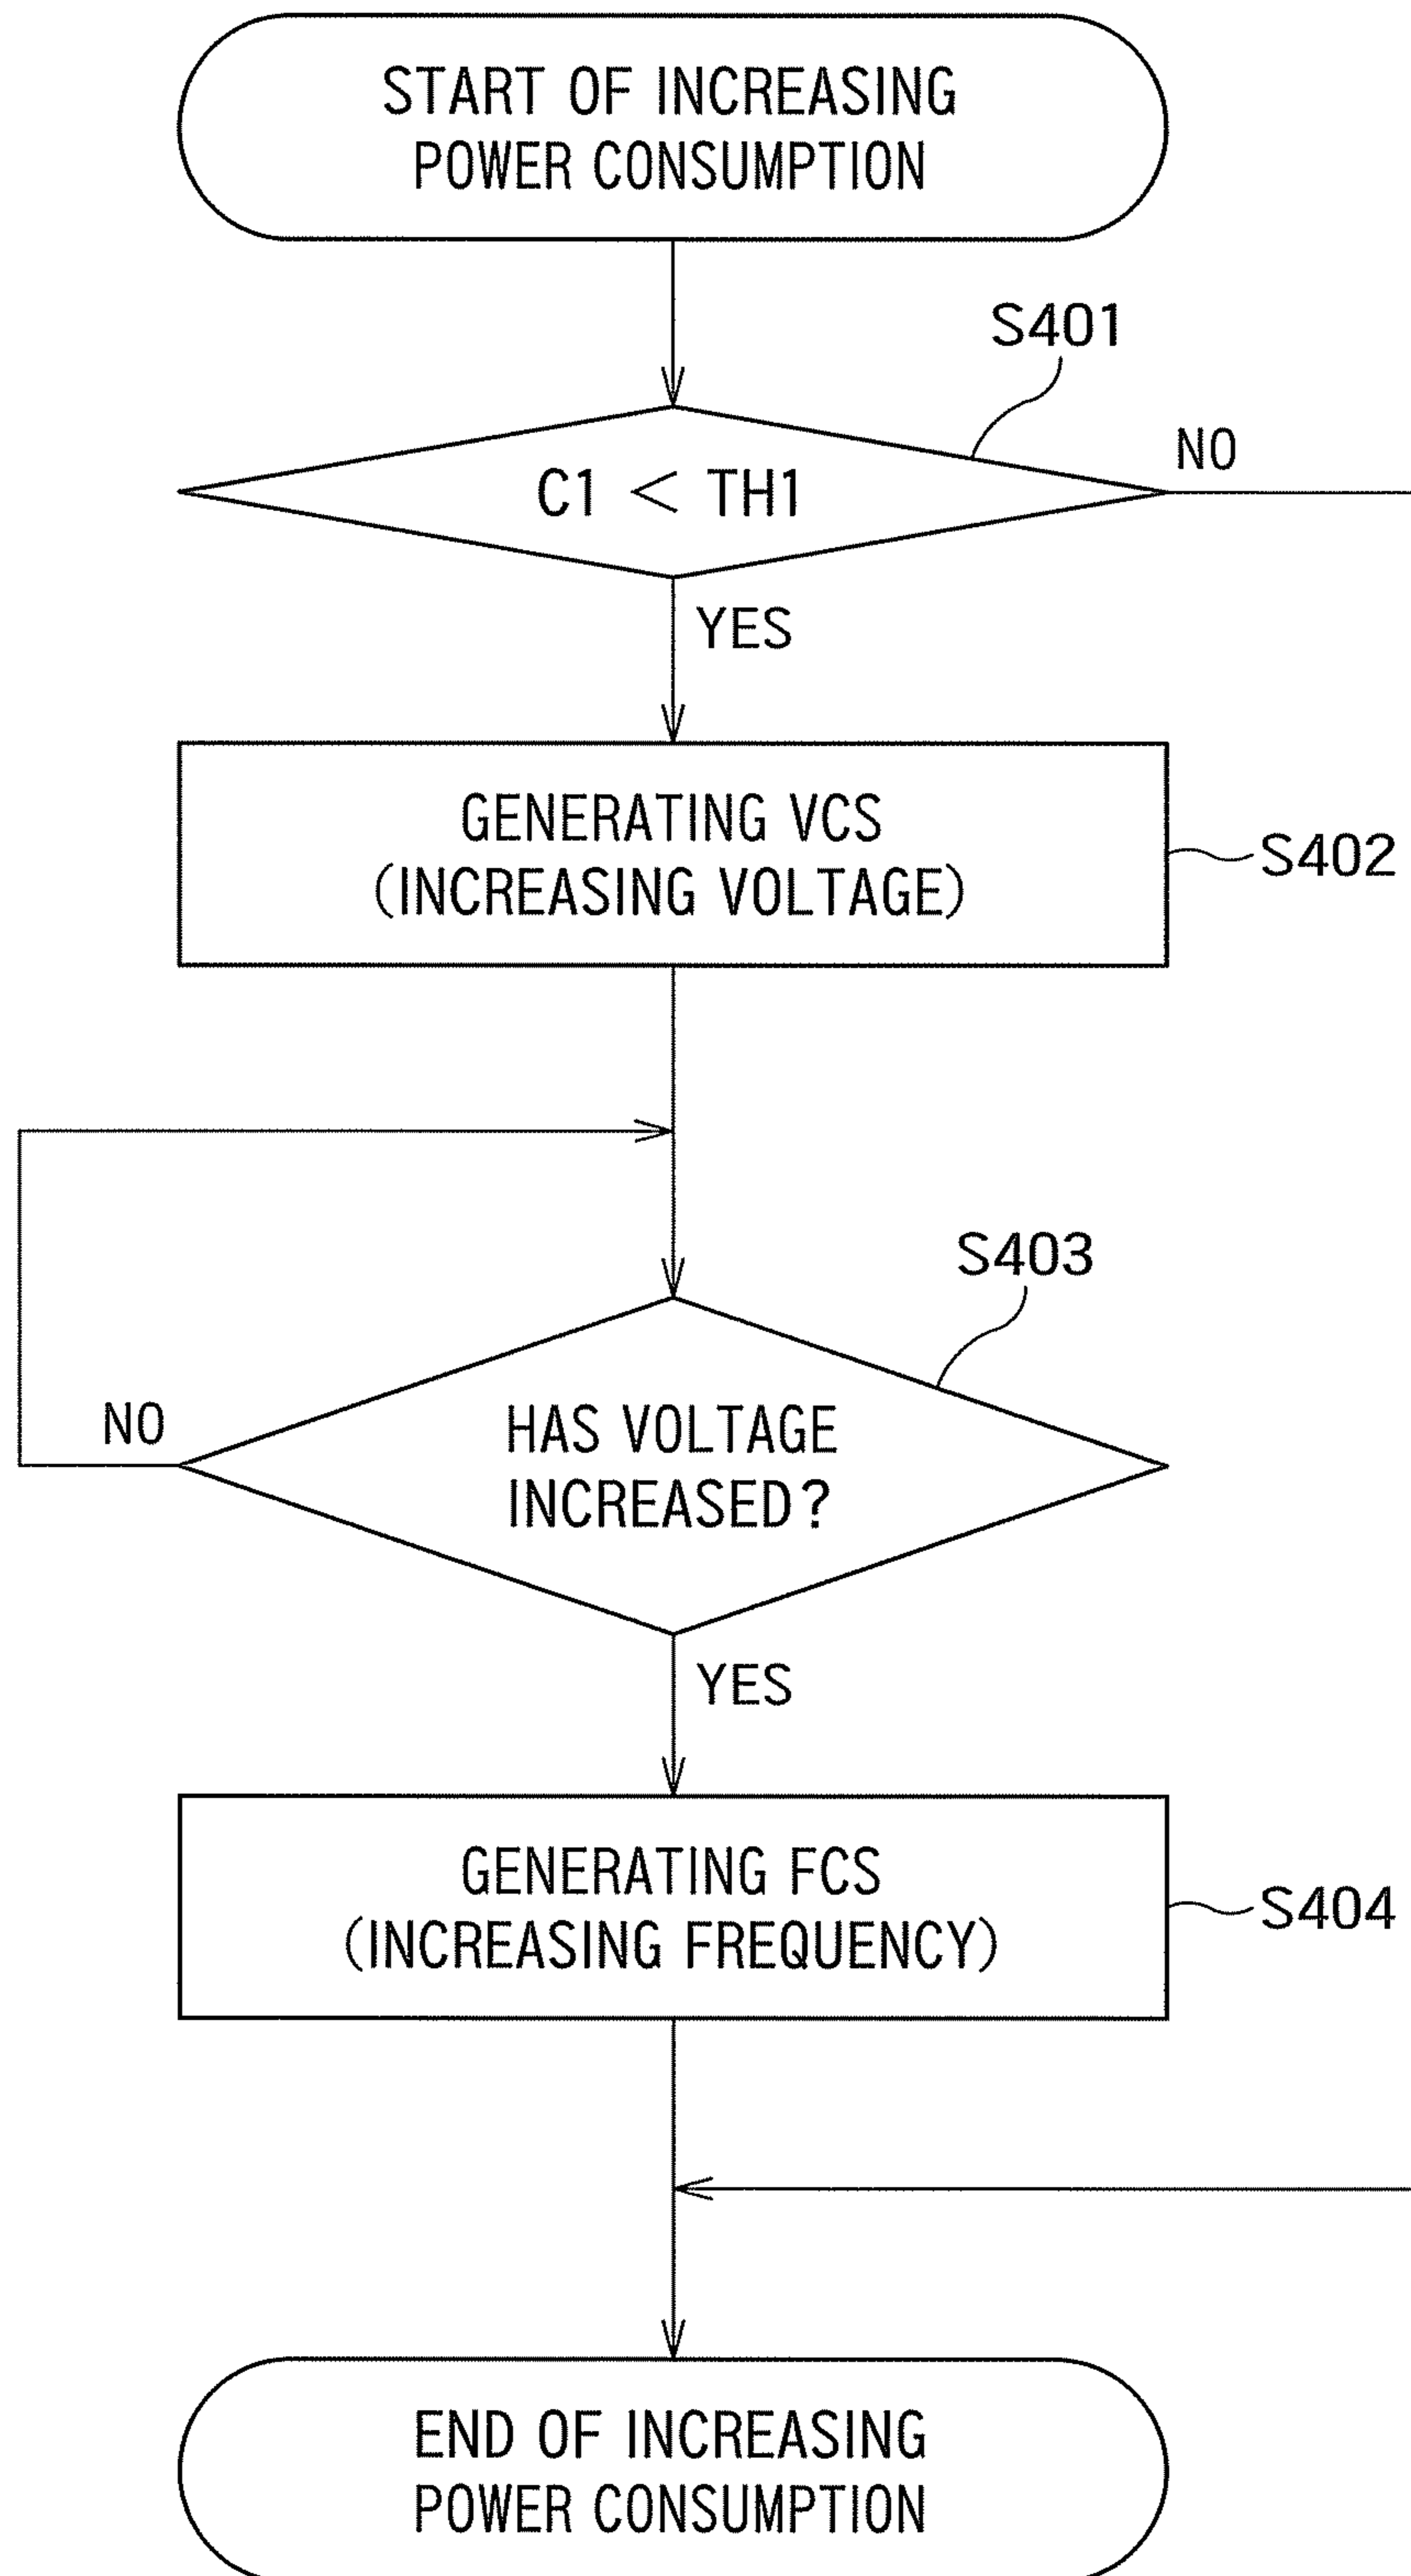 START OF INCREASING
POWER CONSUMPTION
S401
C1 < TH1
NO
YES
GENERATING VCS
(INCREASING VOLTAGE)
S402
S403
HAS VOLTAGE
INCREASED?
NO
YES
GENERATING FCS
(INCREASING FREQUENCY)
S404
END OF INCREASING
POWER CONSUMPTION